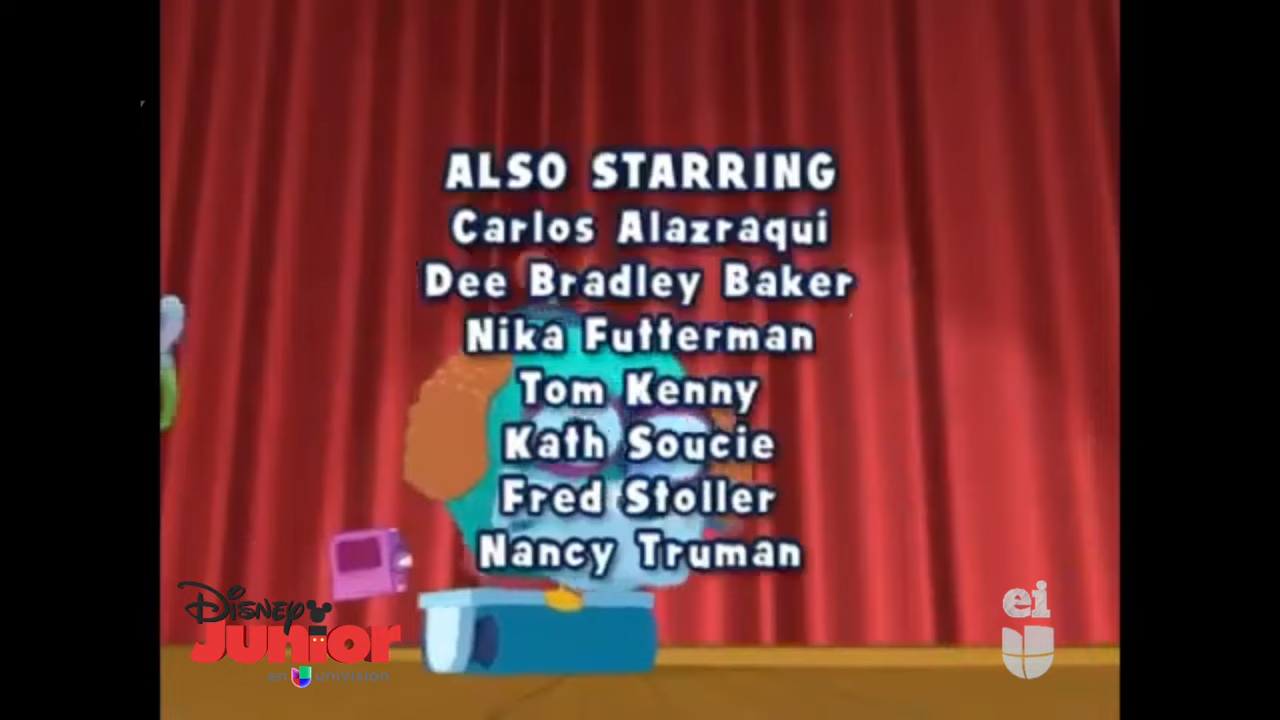 ALSO STARRING
Carlos Alazraqui
Dee Bradley Baker
Nika Futterman
Tom Kenny
Kath Soucie
Fred Stoller
Nancy Truman
Disney
Junior
en univision
ei